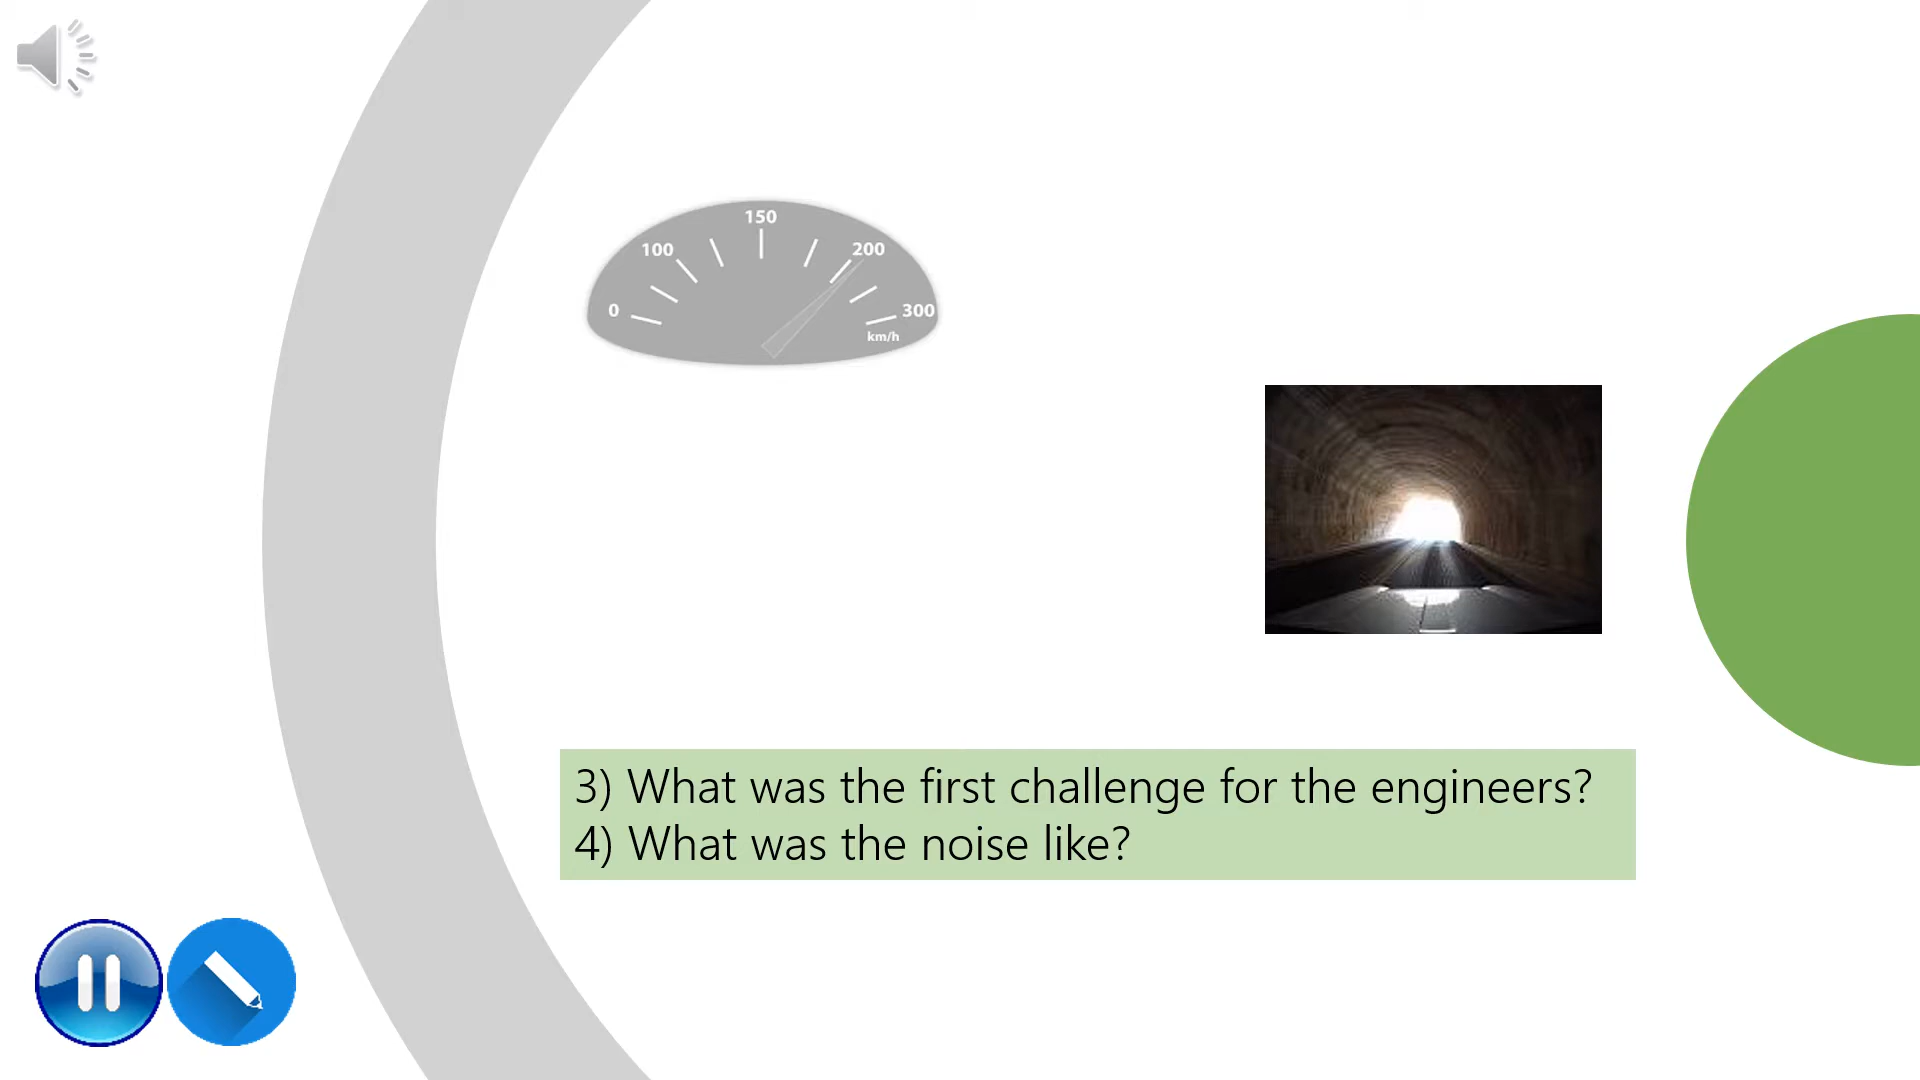 150
100
200
0
300
km/h
3) What was the first challenge for the engineers?
4) What was the noise like?